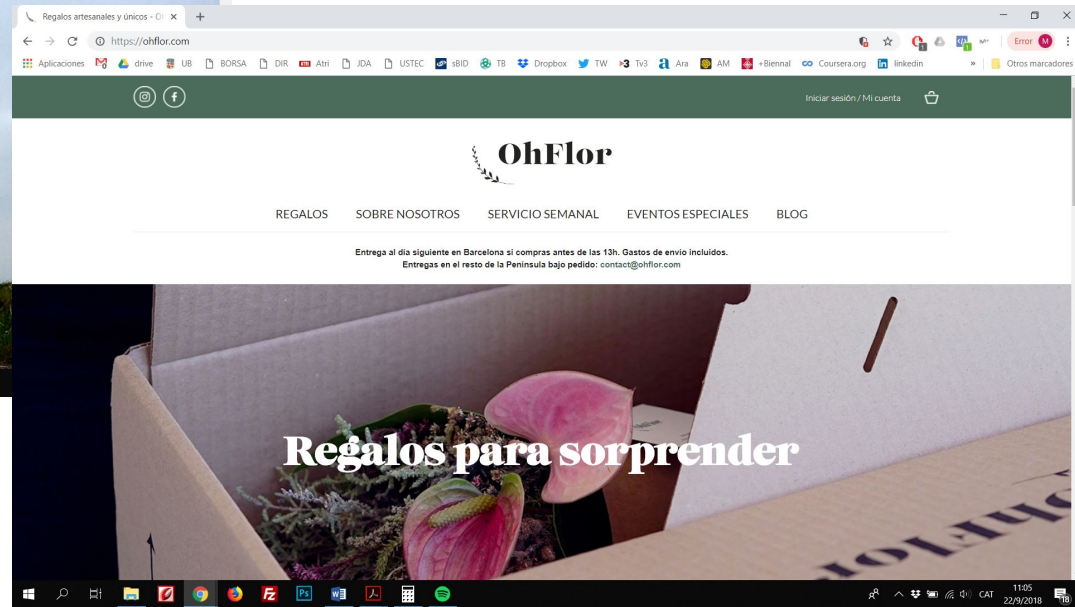 Regalos artesanales y únicos - O
https://ohflor.com
Error M
Aplicaciones drive UB BORSA DIR Atri JDA USTEC sBID TB Dropbox TW Tv3 Ara AM +Biennal Coursera.org linkedin » Otros marcadores
Iniciar sesión / Mi cuenta
OhFlor
REGALOS SOBRE NOSOTROS SERVICIO SEMANAL EVENTOS ESPECIALES BLOG
Entrega al día siguiente en Barcelona si compras antes de las 13h. Gastos de envío incluidos.
Entregas en el resto de la Península bajo pedido: contact@ohflor.com
Regalos para sorprender
OHFLOR
CAT 11:05
22/9/2018 18